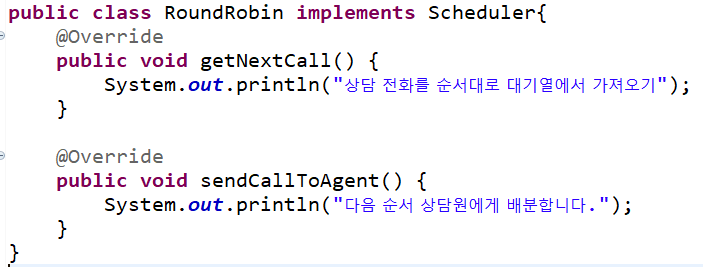 public class RoundRobin implements Scheduler{
@Override
public void getNextCall() {
System.out.println("상담 전화를 순서대로 대기열에서 가져오기");
}
@Override
public void sendCallToAgent() {
System.out.println("다음 순서 상담원에게 배분합니다.");
}
}